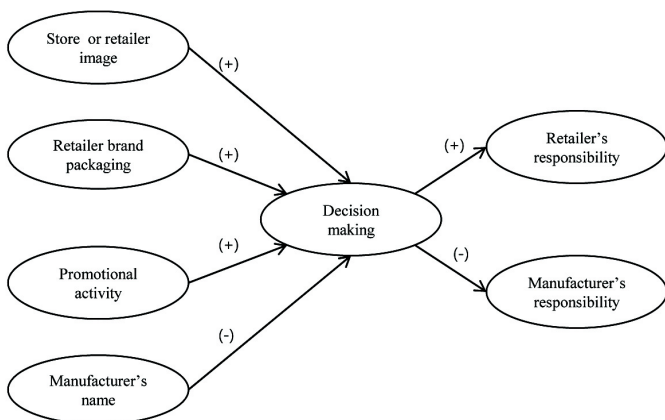 Store or retailer
image
(+)
Retailer brand
packaging
(+)
Promotional
activity
(+)
Manufacturer's
name
(-)
Decision
making
(+)
Retailer's
responsibility
(-)
Manufacturer's
responsibility